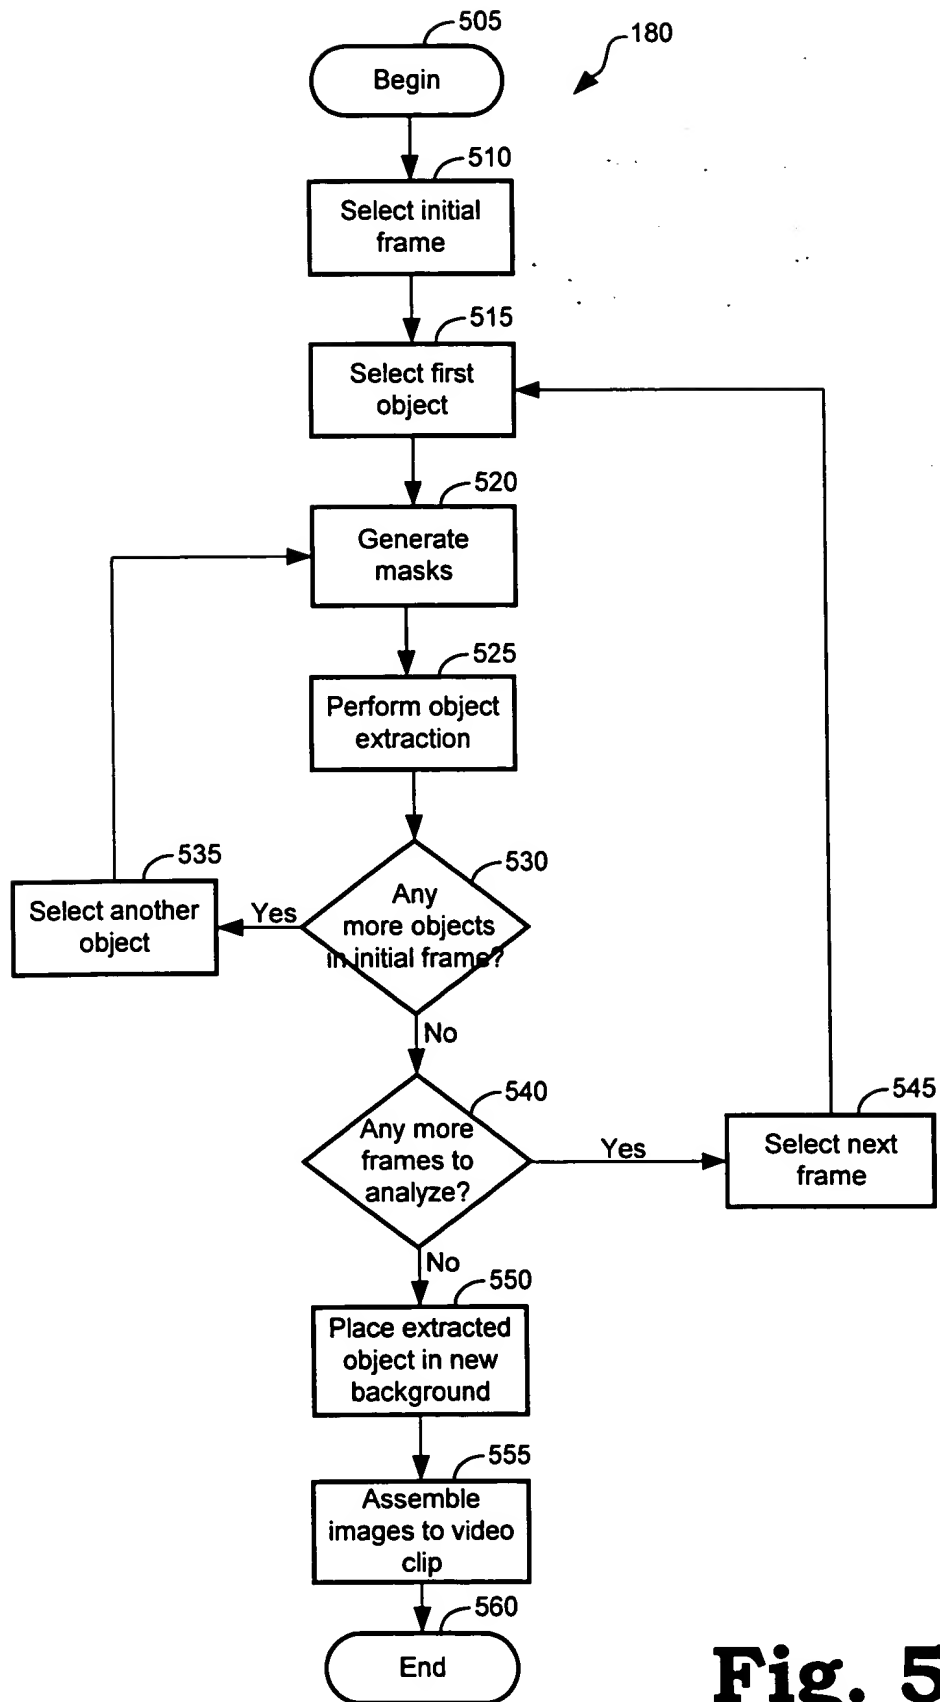 505
180
Begin
510
Select initial
frame
515
Select first
object
520
Generate
masks
525
Perform object
extraction
530
Any
more objects
in initial frame?
Yes
535
Select another
object
No
540
Any more
frames to
analyze?
Yes
545
Select next
frame
No
550
Place extracted
object in new
background
555
Assemble
images to video
clip
560
End
Fig. 5